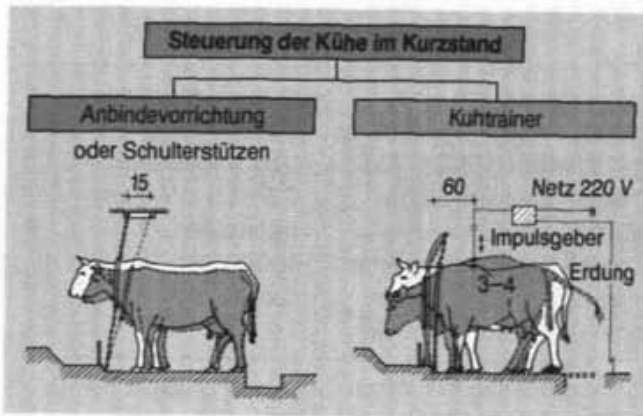 Steuerung der Kühe im Kurzstand
Anbindevorrichtung
oder Schulterstützen
15
Kuhtrainer
60
Netz 220 V
Impulsgeber
Erdung
3–4